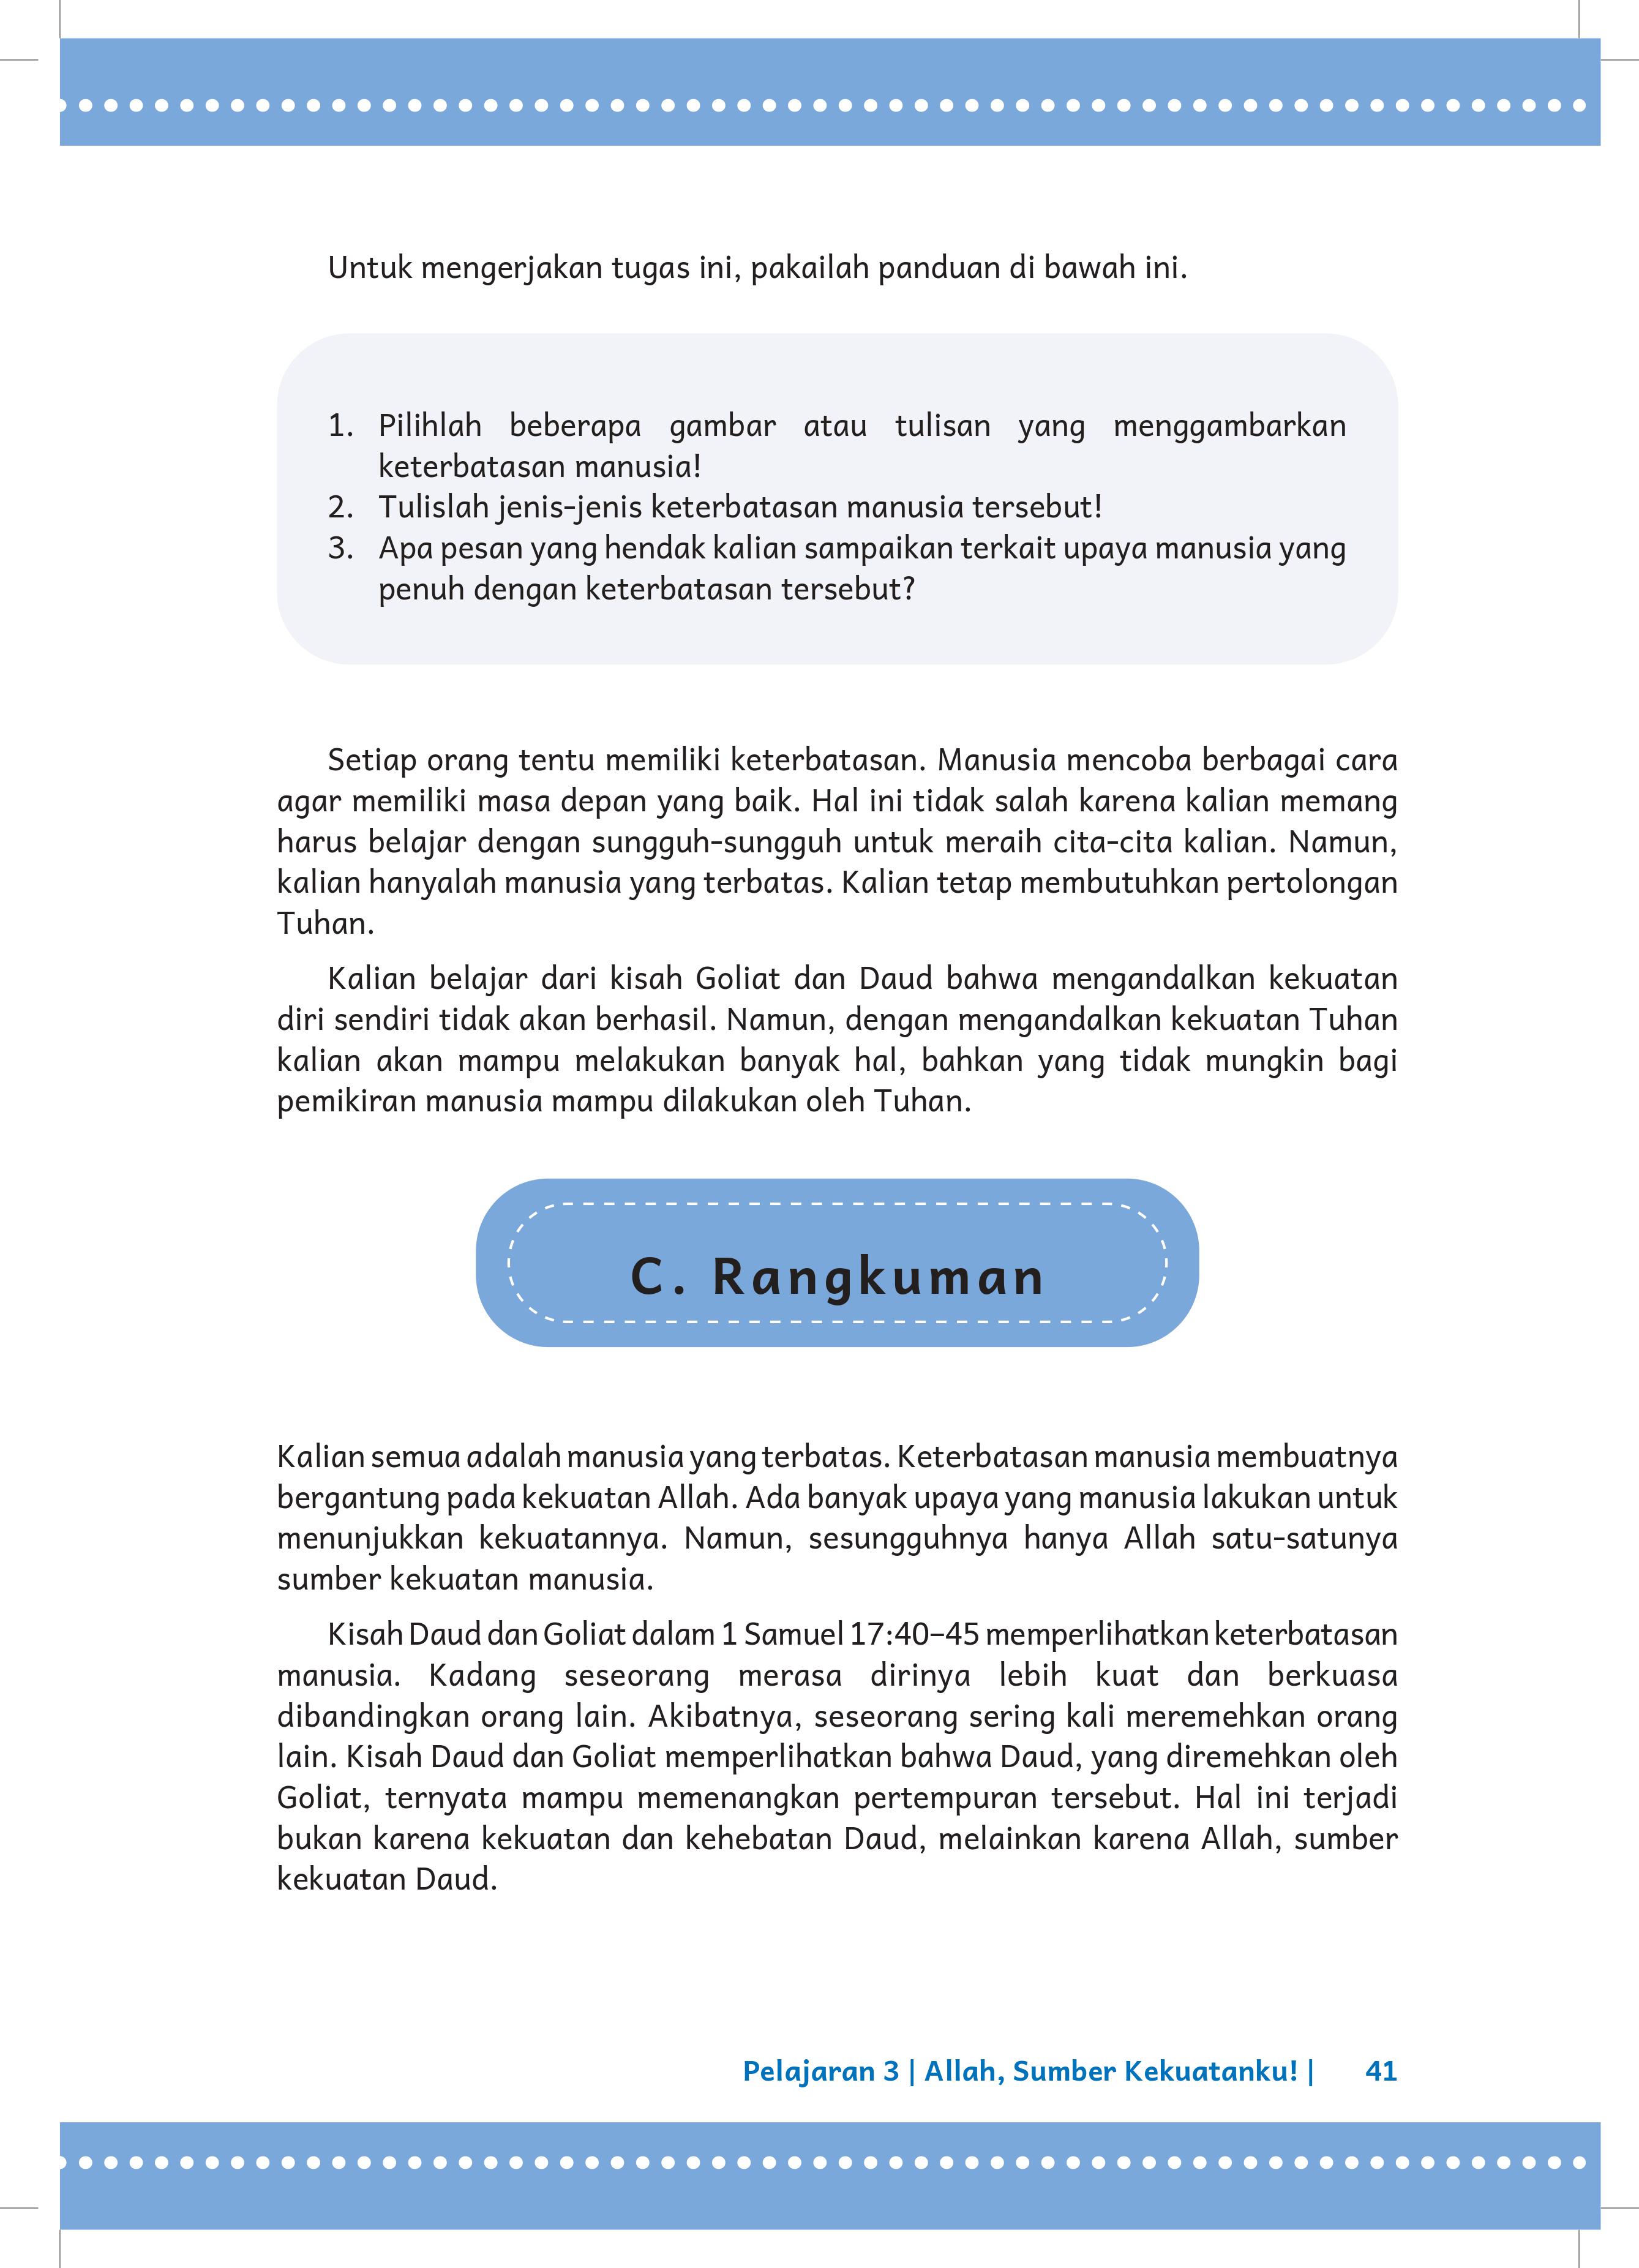 Untuk mengerjakan tugas ini, pakailah panduan di bawah ini.
1. Pilihlah beberapa gambar atau tulisan yang menggambarkan
keterbatasan manusia!
2. Tulislah jenis-jenis keterbatasan manusia tersebut!
3. Apa pesan yang hendak kalian sampaikan terkait upaya manusia yang
penuh dengan keterbatasan tersebut?
Setiap orang tentu memiliki keterbatasan. Manusia mencoba berbagai cara
agar memiliki masa depan yang baik. Hal ini tidak salah karena kalian memang
harus belajar dengan sungguh-sungguh untuk meraih cita-cita kalian. Namun,
kalian hanyalah manusia yang terbatas. Kalian tetap membutuhkan pertolongan
Tuhan.
Kalian belajar dari kisah Goliat dan Daud bahwa mengandalkan kekuatan
diri sendiri tidak akan berhasil. Namun, dengan mengandalkan kekuatan Tuhan
kalian akan mampu melakukan banyak hal, bahkan yang tidak mungkin bagi
pemikiran manusia mampu dilakukan oleh Tuhan.
C. Rangkuman
Kalian semua adalah manusia yang terbatas. Keterbatasan manusia membuatnya
bergantung pada kekuatan Allah. Ada banyak upaya yang manusia lakukan untuk
menunjukkan kekuatannya. Namun, sesungguhnya hanya Allah satu-satunya
sumber kekuatan manusia.
Kisah Daud dan Goliat dalam 1 Samuel 17:40–45 memperlihatkan keterbatasan
manusia. Kadang seseorang merasa dirinya lebih kuat dan berkuasa
dibandingkan orang lain. Akibatnya, seseorang sering kali meremehkan orang
lain. Kisah Daud dan Goliat memperlihatkan bahwa Daud, yang diremehkan oleh
Goliat, ternyata mampu memenangkan pertempuran tersebut. Hal ini terjadi
bukan karena kekuatan dan kehebatan Daud, melainkan karena Allah, sumber
kekuatan Daud.
Pelajaran 3 | Allah, Sumber Kekuatanku! | 41